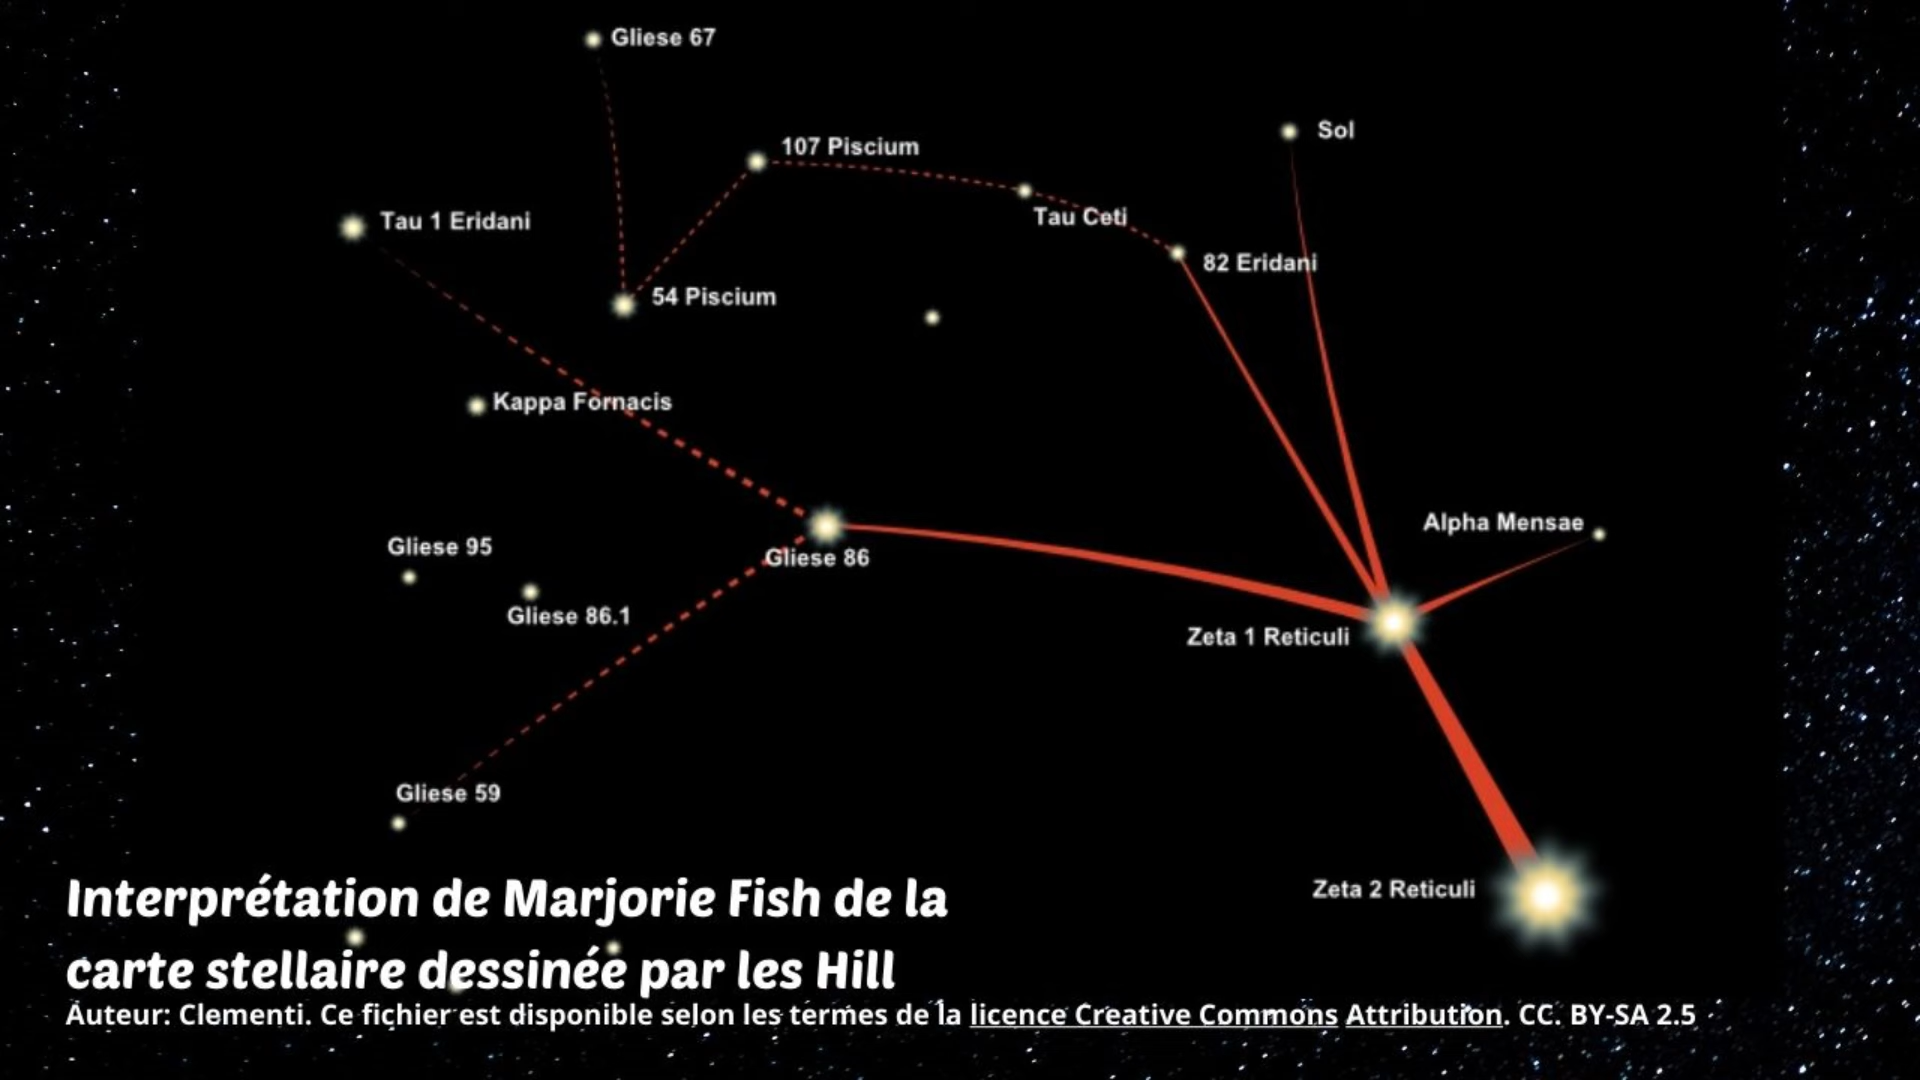 Gliese 67
Sol
107 Piscium
Tau Ceti
Tau 1 Eridani
82 Eridani
54 Piscium
Kappa Fornacis
Alpha Mensae
Gliese 95
Gliese 86
Gliese 86.1
Zeta 1 Reticuli
Gliese 59
Zeta 2 Reticuli
Interprétation de Marjorie Fish de la
carte stellaire dessinée par les Hill
Auteur: Clementi. Ce fichier est disponible selon les termes de la licence Creative Commons Attribution. CC. BY-SA 2.5